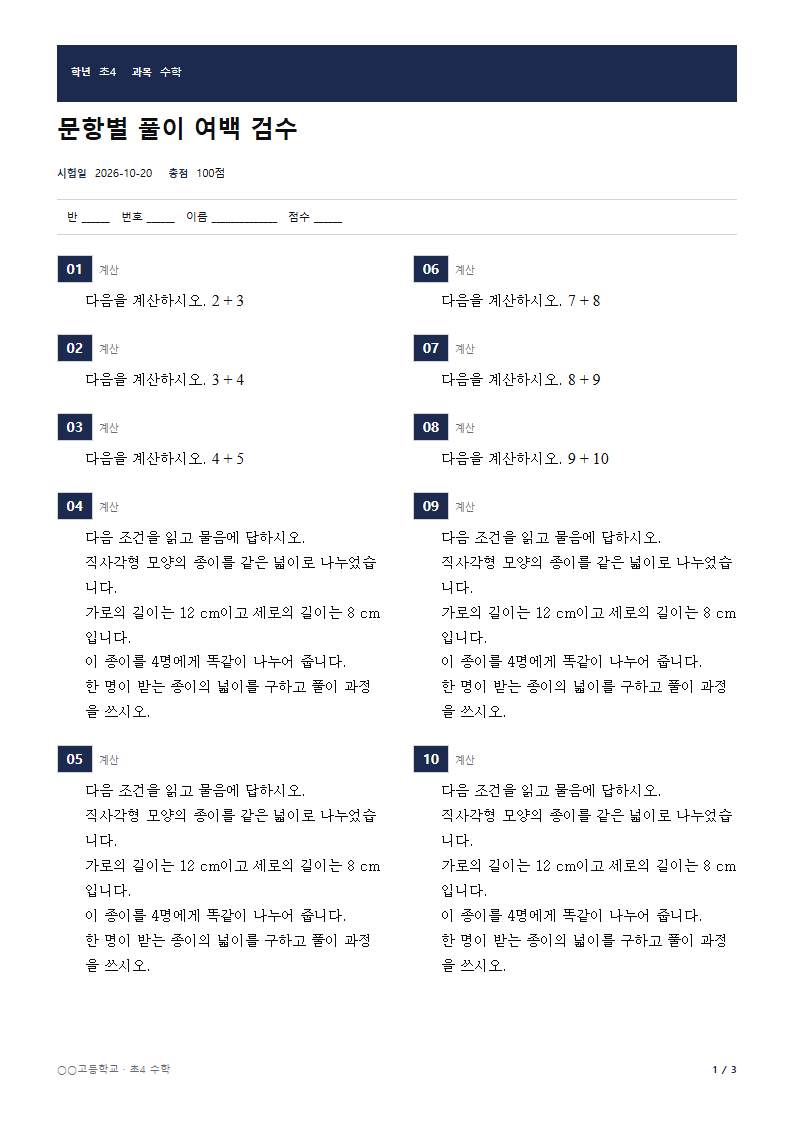 학년 초4 과목 수학
문항별 풀이 여백 검수
시험일 2026-10-20 총점 100점
반 _____ 번호 _____ 이름 ____________ 점수 _____
01 계산
다음을 계산하시오. 2 + 3
02 계산
다음을 계산하시오. 3 + 4
03 계산
다음을 계산하시오. 4 + 5
04 계산
다음 조건을 읽고 물음에 답하시오.
직사각형 모양의 종이를 같은 넓이로 나누었습
니다.
가로의 길이는 12 cm이고 세로의 길이는 8 cm
입니다.
이 종이를 4명에게 똑같이 나누어 줍니다.
한 명이 받는 종이의 넓이를 구하고 풀이 과정
을 쓰시오.
05 계산
다음 조건을 읽고 물음에 답하시오.
직사각형 모양의 종이를 같은 넓이로 나누었습
니다.
가로의 길이는 12 cm이고 세로의 길이는 8 cm
입니다.
이 종이를 4명에게 똑같이 나누어 줍니다.
한 명이 받는 종이의 넓이를 구하고 풀이 과정
을 쓰시오.
06 계산
다음을 계산하시오. 7 + 8
07 계산
다음을 계산하시오. 8 + 9
08 계산
다음을 계산하시오. 9 + 10
09 계산
다음 조건을 읽고 물음에 답하시오.
직사각형 모양의 종이를 같은 넓이로 나누었습
니다.
가로의 길이는 12 cm이고 세로의 길이는 8 cm
입니다.
이 종이를 4명에게 똑같이 나누어 줍니다.
한 명이 받는 종이의 넓이를 구하고 풀이 과정
을 쓰시오.
10 계산
다음 조건을 읽고 물음에 답하시오.
직사각형 모양의 종이를 같은 넓이로 나누었습
니다.
가로의 길이는 12 cm이고 세로의 길이는 8 cm
입니다.
이 종이를 4명에게 똑같이 나누어 줍니다.
한 명이 받는 종이의 넓이를 구하고 풀이 과정
을 쓰시오.
○○고등학교 · 초4 수학
1 / 3